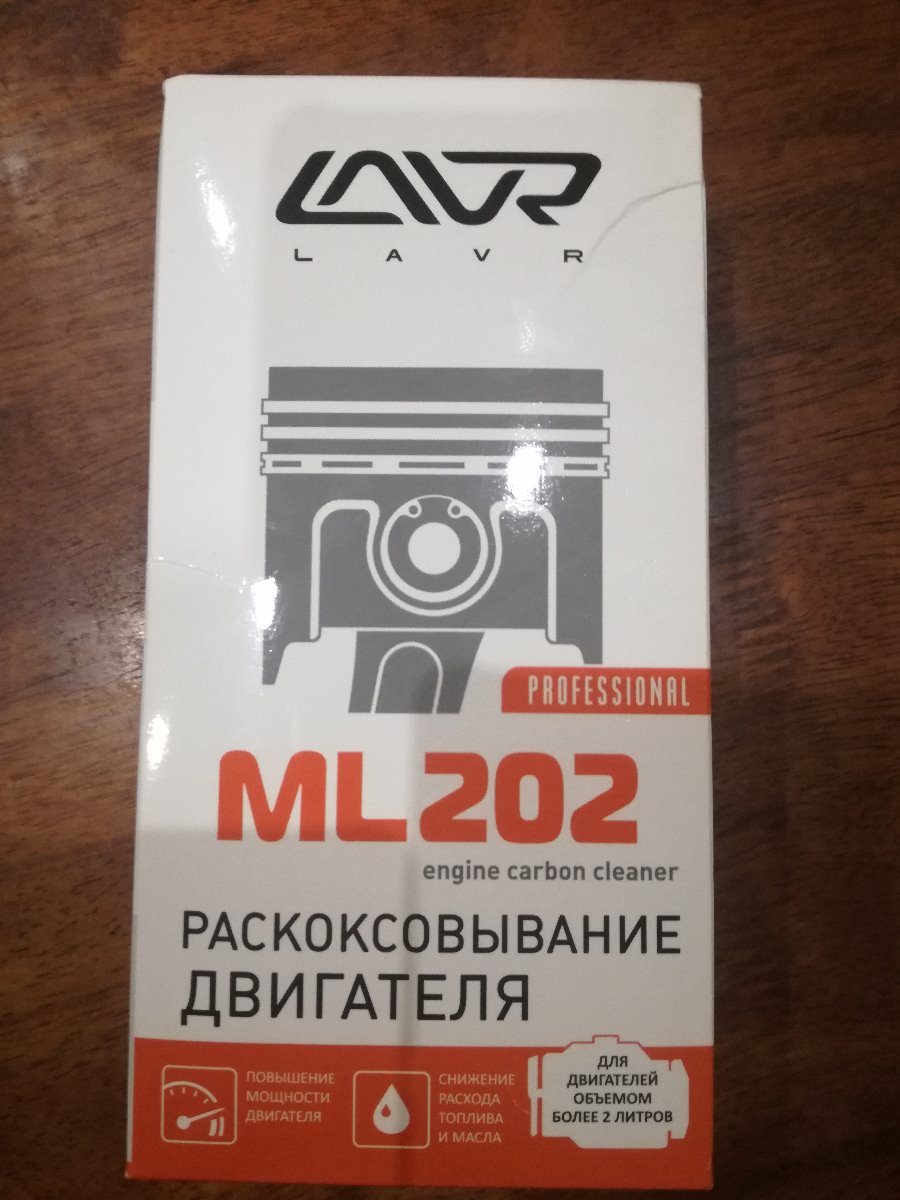 LAVR
LAVR
PROFESSIONAL
ML202
engine carbon cleaner
РАСКОКСОВЫВАНИЕ
ДВИГАТЕЛЯ
ПОВЫШЕНИЕ
МОЩНОСТИ
ДВИГАТЕЛЯ
СНИЖЕНИЕ
РАСХОДА
ТОПЛИВА
И МАСЛА
ДЛЯ
ДВИГАТЕЛЕЙ
ОБЪЕМОМ
БОЛЕЕ 2 ЛИТРОВ